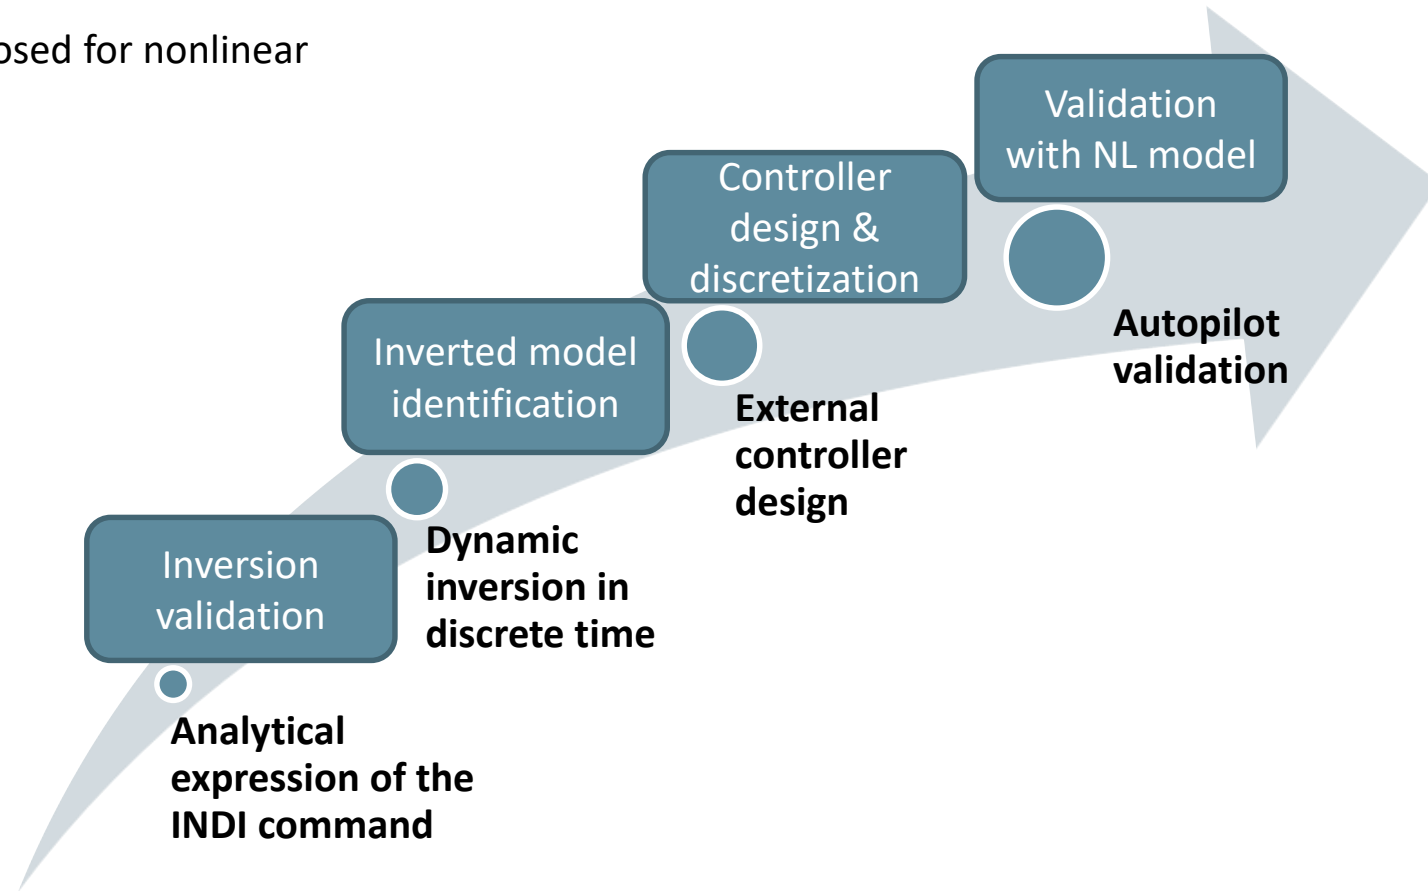 osed for nonlinear
Validation
with NL model
Controller
design &
discretization
Inverted model
identification
Inversion
validation
Autopilot
validation
External
controller
design
Dynamic
inversion in
discrete time
Analytical
expression of the
INDI command